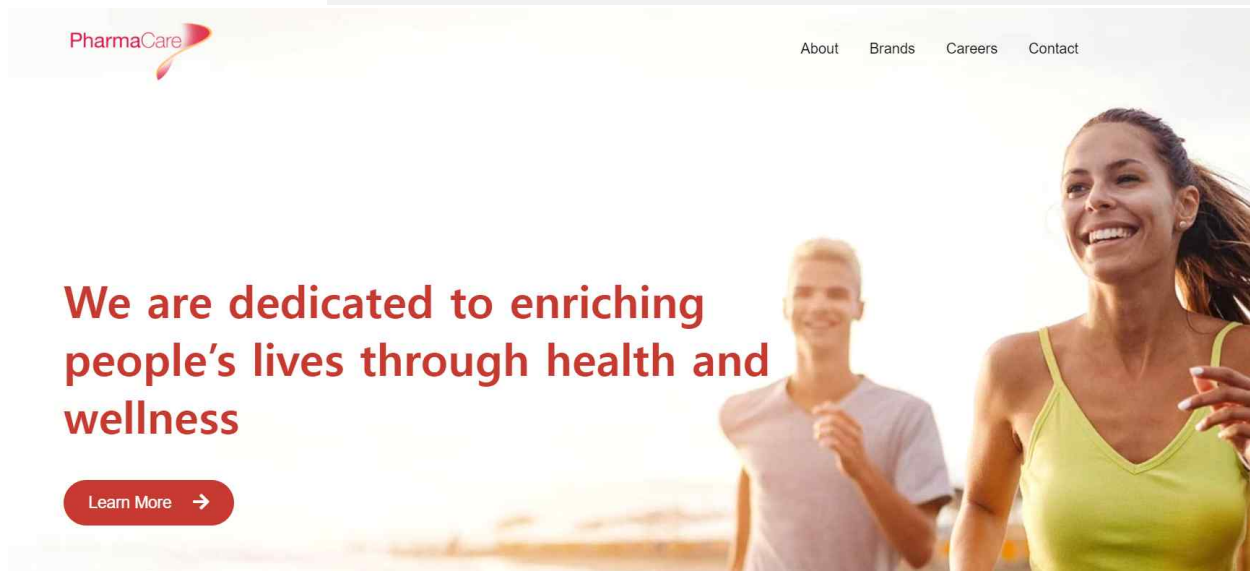 PharmaCare
About Brands Careers Contact
We are dedicated to enriching
people’s lives through health and
wellness
Learn More